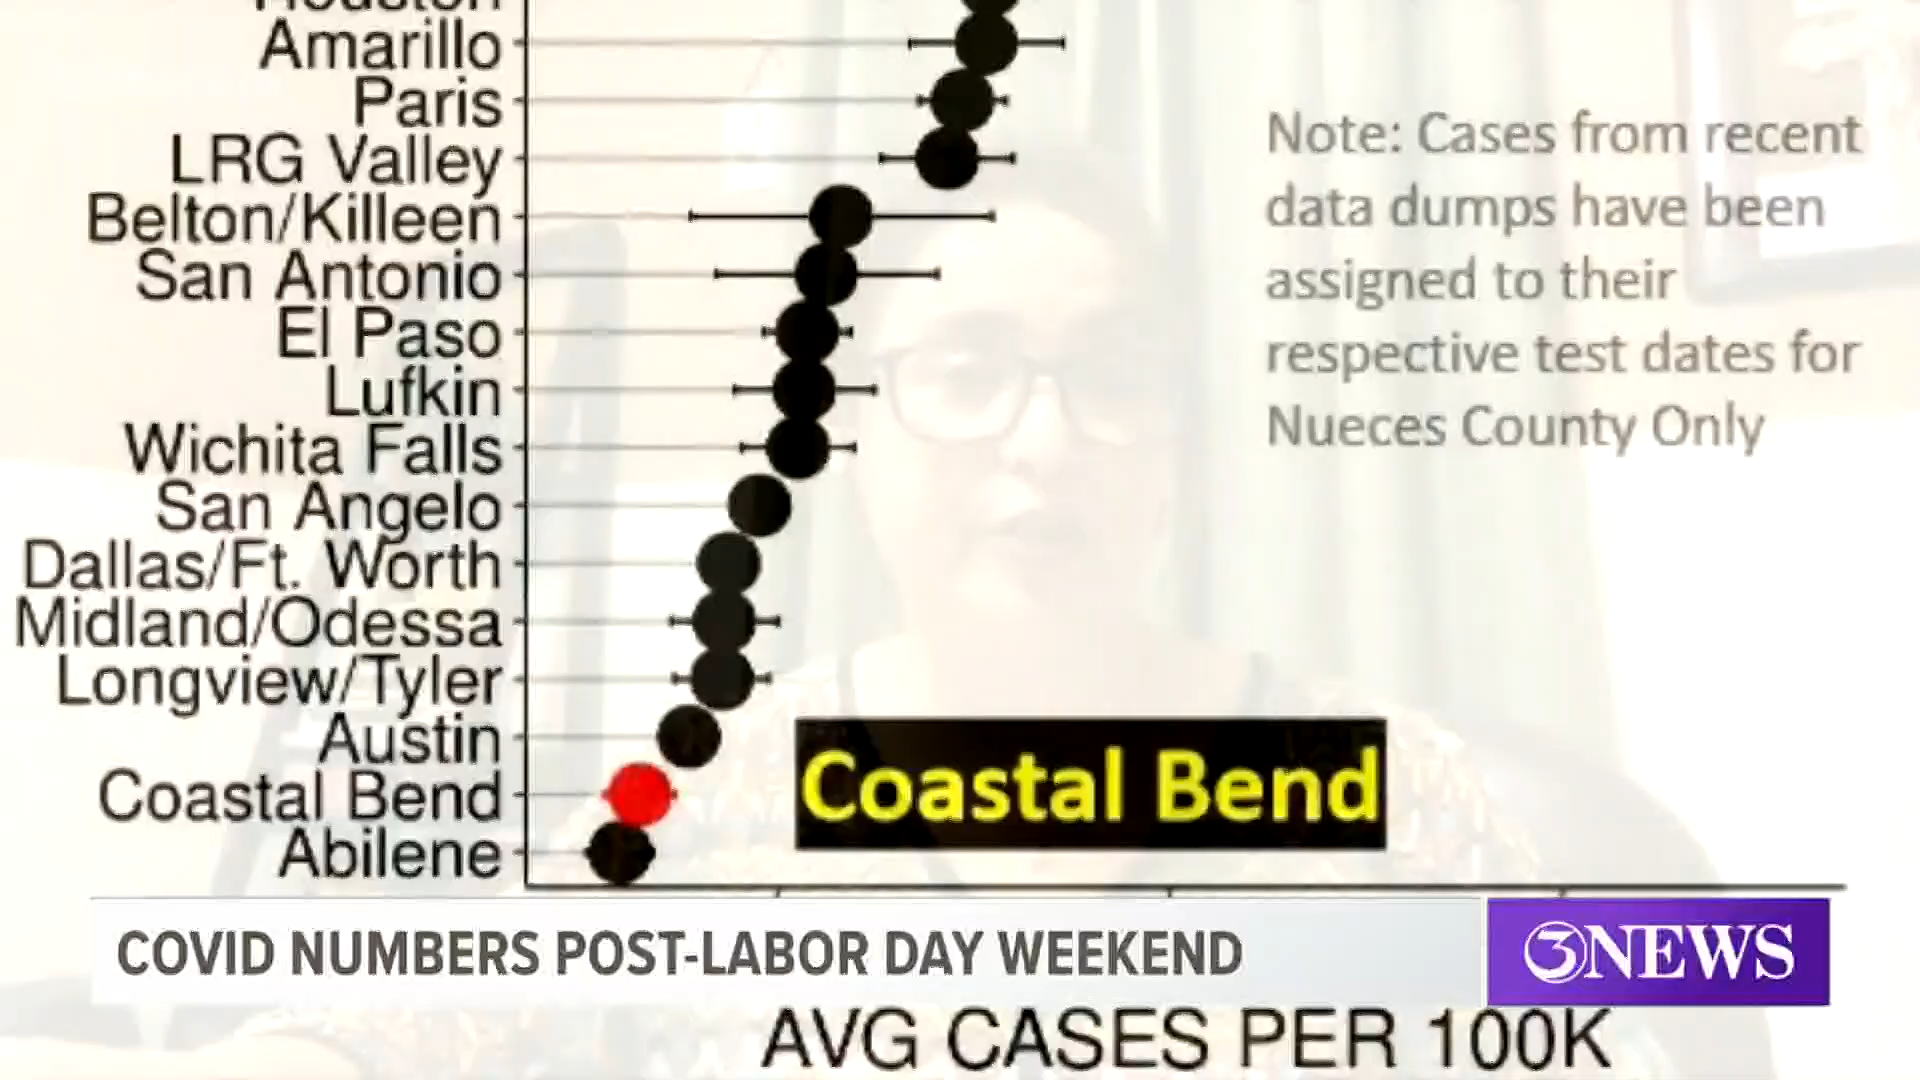 Houston
Amarillo
Paris
LRG Valley
Belton/Killeen
San Antonio
El Paso
Lufkin
Wichita Falls
San Angelo
Dallas/Ft. Worth
Midland/Odessa
Longview/Tyler
Austin
Coastal Bend
Abilene
Note: Cases from recent
data dumps have been
assigned to their
respective test dates for
Nueces County Only
Coastal Bend
COVID NUMBERS POST-LABOR DAY WEEKEND
3NEWS
AVG CASES PER 100K